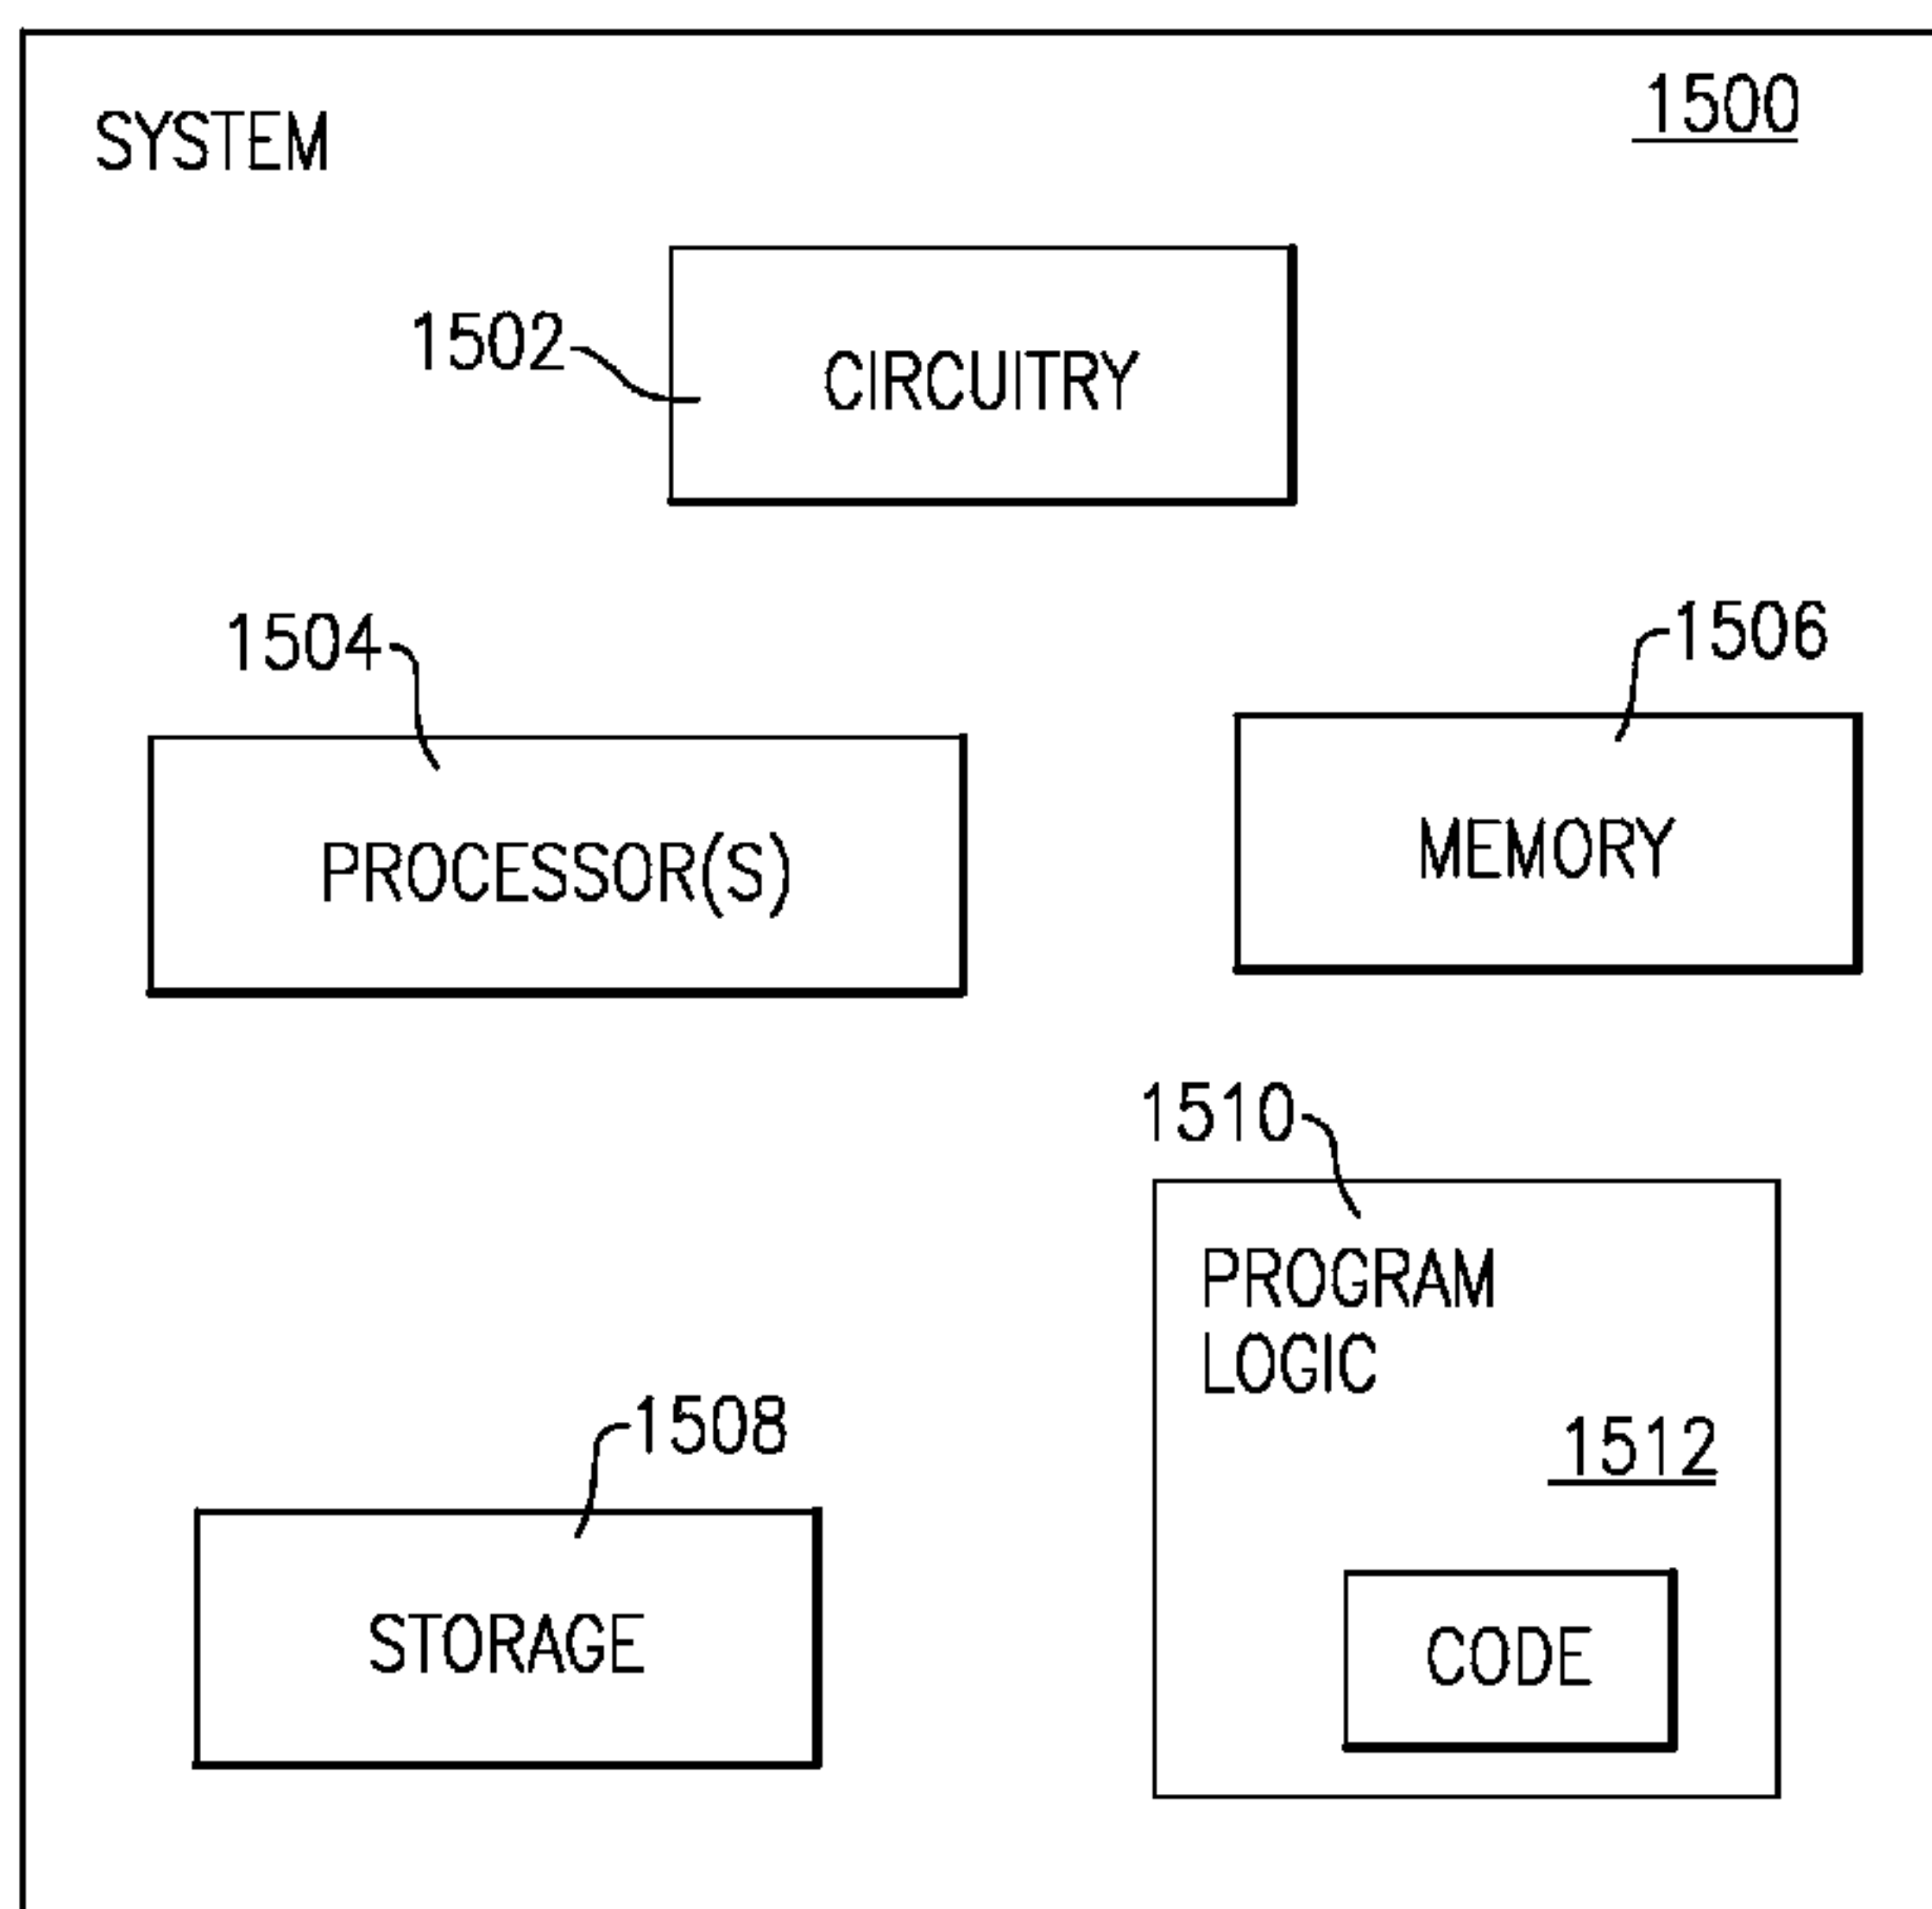 SYSTEM
1500
1502
CIRCUITRY
1504
1506
PROCESSOR(S)
MEMORY
1510
PROGRAM
LOGIC
1508
1512
STORAGE
CODE